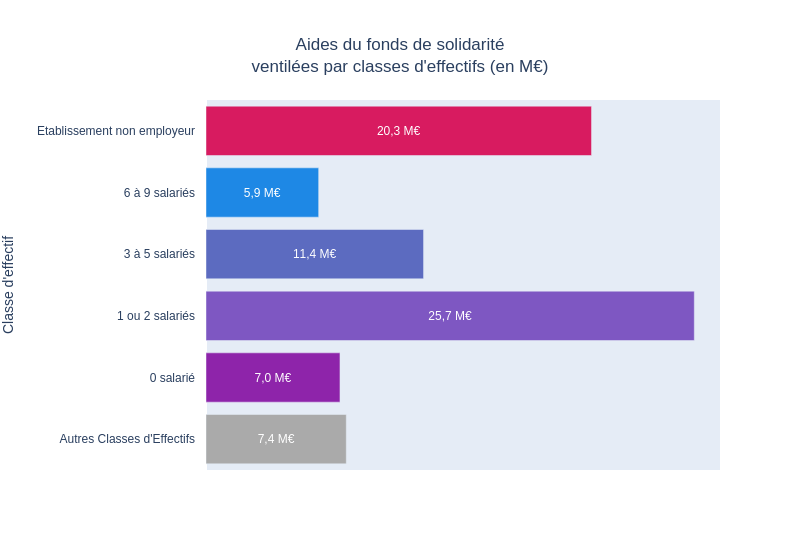 Aides du fonds de solidarité
ventilées par classes d'effectifs (en M€)
Classe d'effectif
Etablissement non employeur
20,3 M€
6 à 9 salariés
5,9 M€
3 à 5 salariés
11,4 M€
1 ou 2 salariés
25,7 M€
0 salarié
7,0 M€
Autres Classes d'Effectifs
7,4 M€